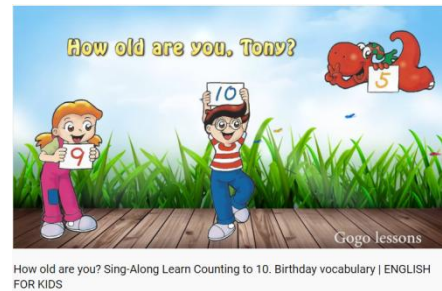 How old are you, Tony?
10
5
9
Gogo lessons
How old are you? Sing-Along Learn Counting to 10. Birthday vocabulary | ENGLISH
FOR KIDS